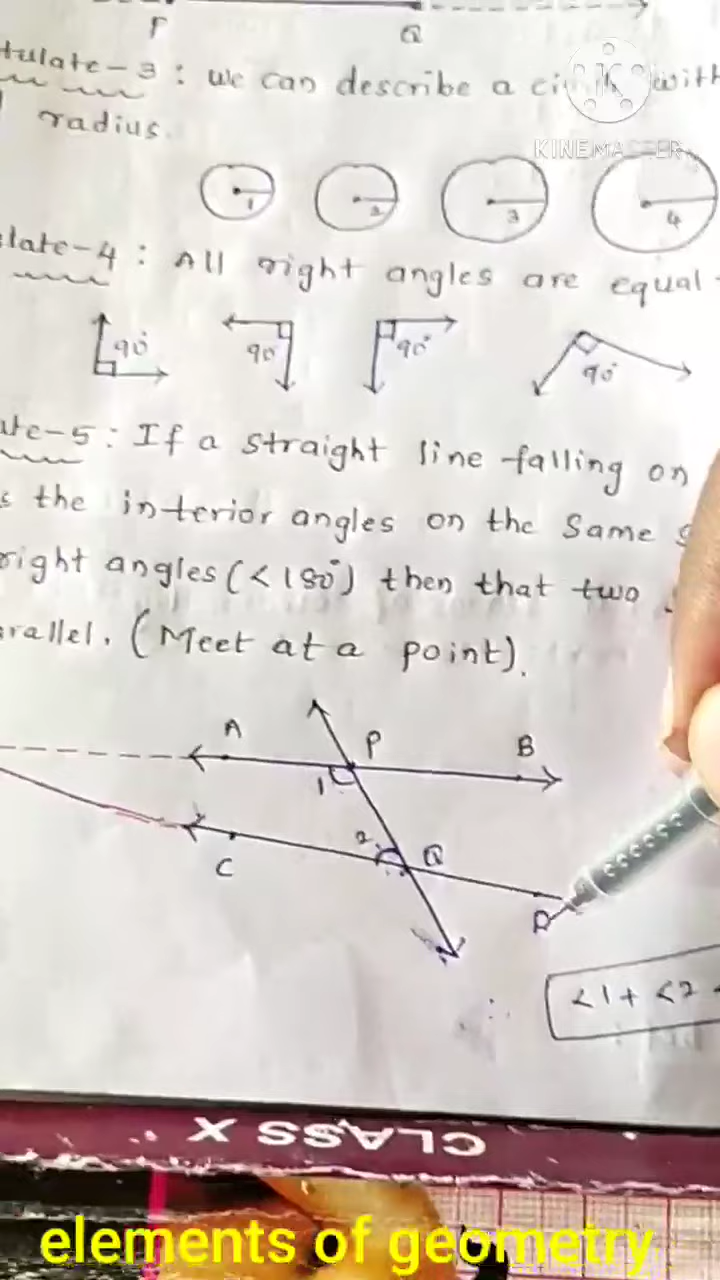 P Q
tulate-3: we can describe a with
radius.
KINEMASTER
1 2 3 4
late-4: All right angles are equal
90° 90° 90° 90°
te-5: If a straight line falling on
the interior angles on the same s
right angles (<180°) then that two
rallel. (Meet at a point).
A P B
1
2 Q
C D
<1+<2
CLASS X
elements of geometry